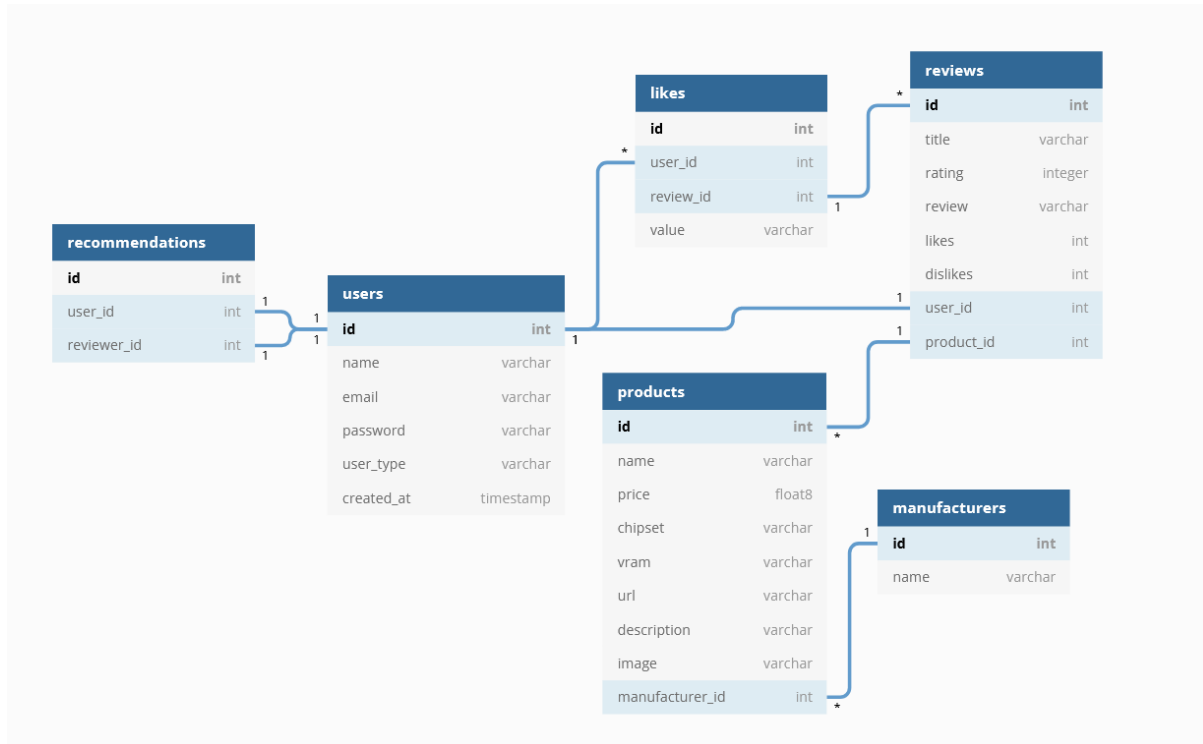 recommendations
id int
user_id int
reviewer_id int
1
1
1
1
users
id int
name varchar
email varchar
password varchar
user_type varchar
created_at timestamp
1
*
likes
id int
user_id int
review_id int
value varchar
1
*
reviews
id int
title varchar
rating integer
review varchar
likes int
dislikes int
user_id int
product_id int
1
1
products
id int
name varchar
price float8
chipset varchar
vram varchar
url varchar
description varchar
image varchar
manufacturer_id int
*
*
1
manufacturers
id int
name varchar